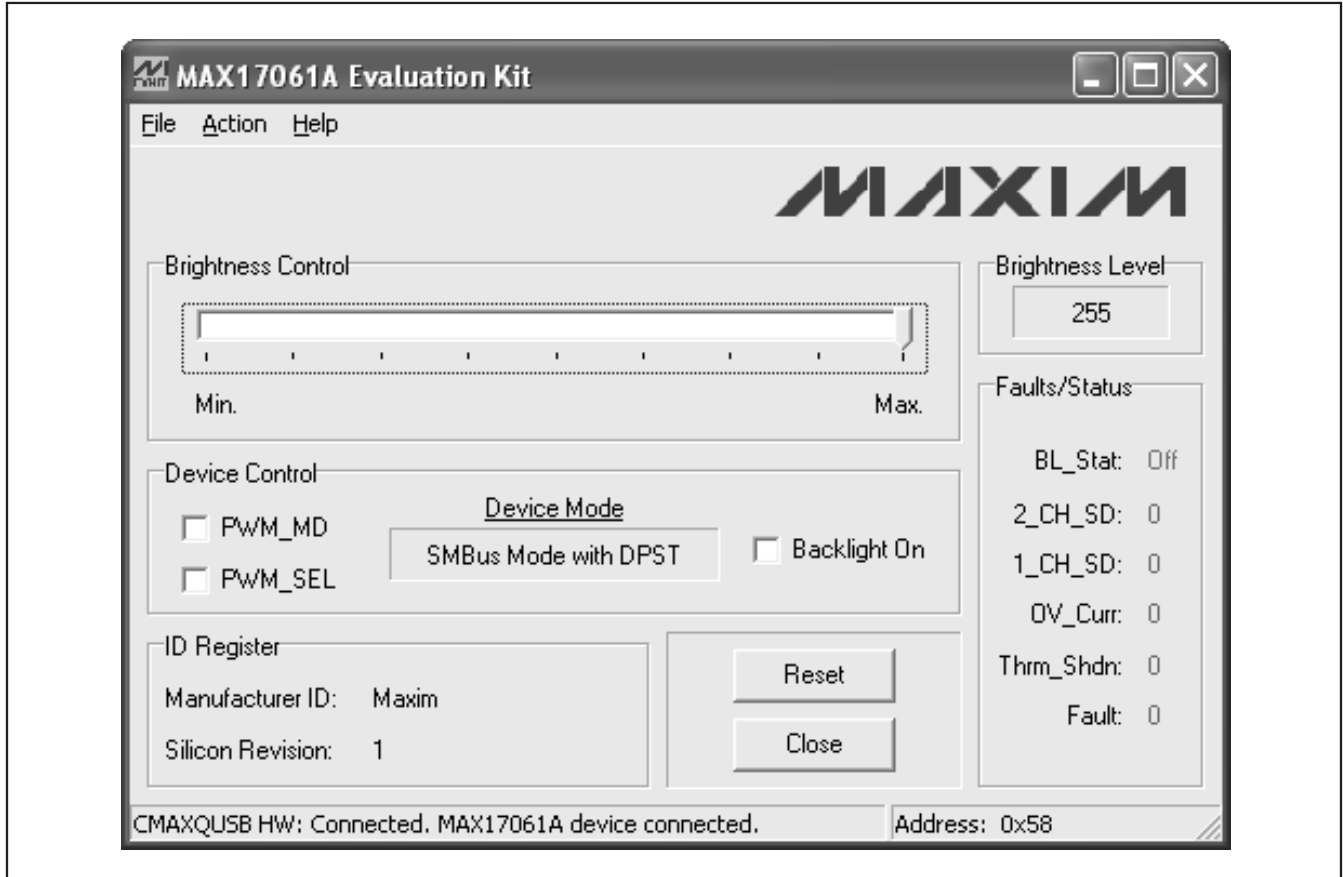 MAX17061A Evaluation Kit
File Action Help
MAXIM
Brightness Control
Min. Max.
Brightness Level
255
Device Control
PWM_MD
PWM_SEL
Device Mode
SMBus Mode with DPST
Backlight On
Faults/Status
BL_Stat: Off
2_CH_SD: 0
1_CH_SD: 0
OV_Curr: 0
Thrm_Shdn: 0
Fault: 0
ID Register
Manufacturer ID: Maxim
Silicon Revision: 1
Reset
Close
CMAXQUSB HW: Connected. MAX17061A device connected. Address: 0x58